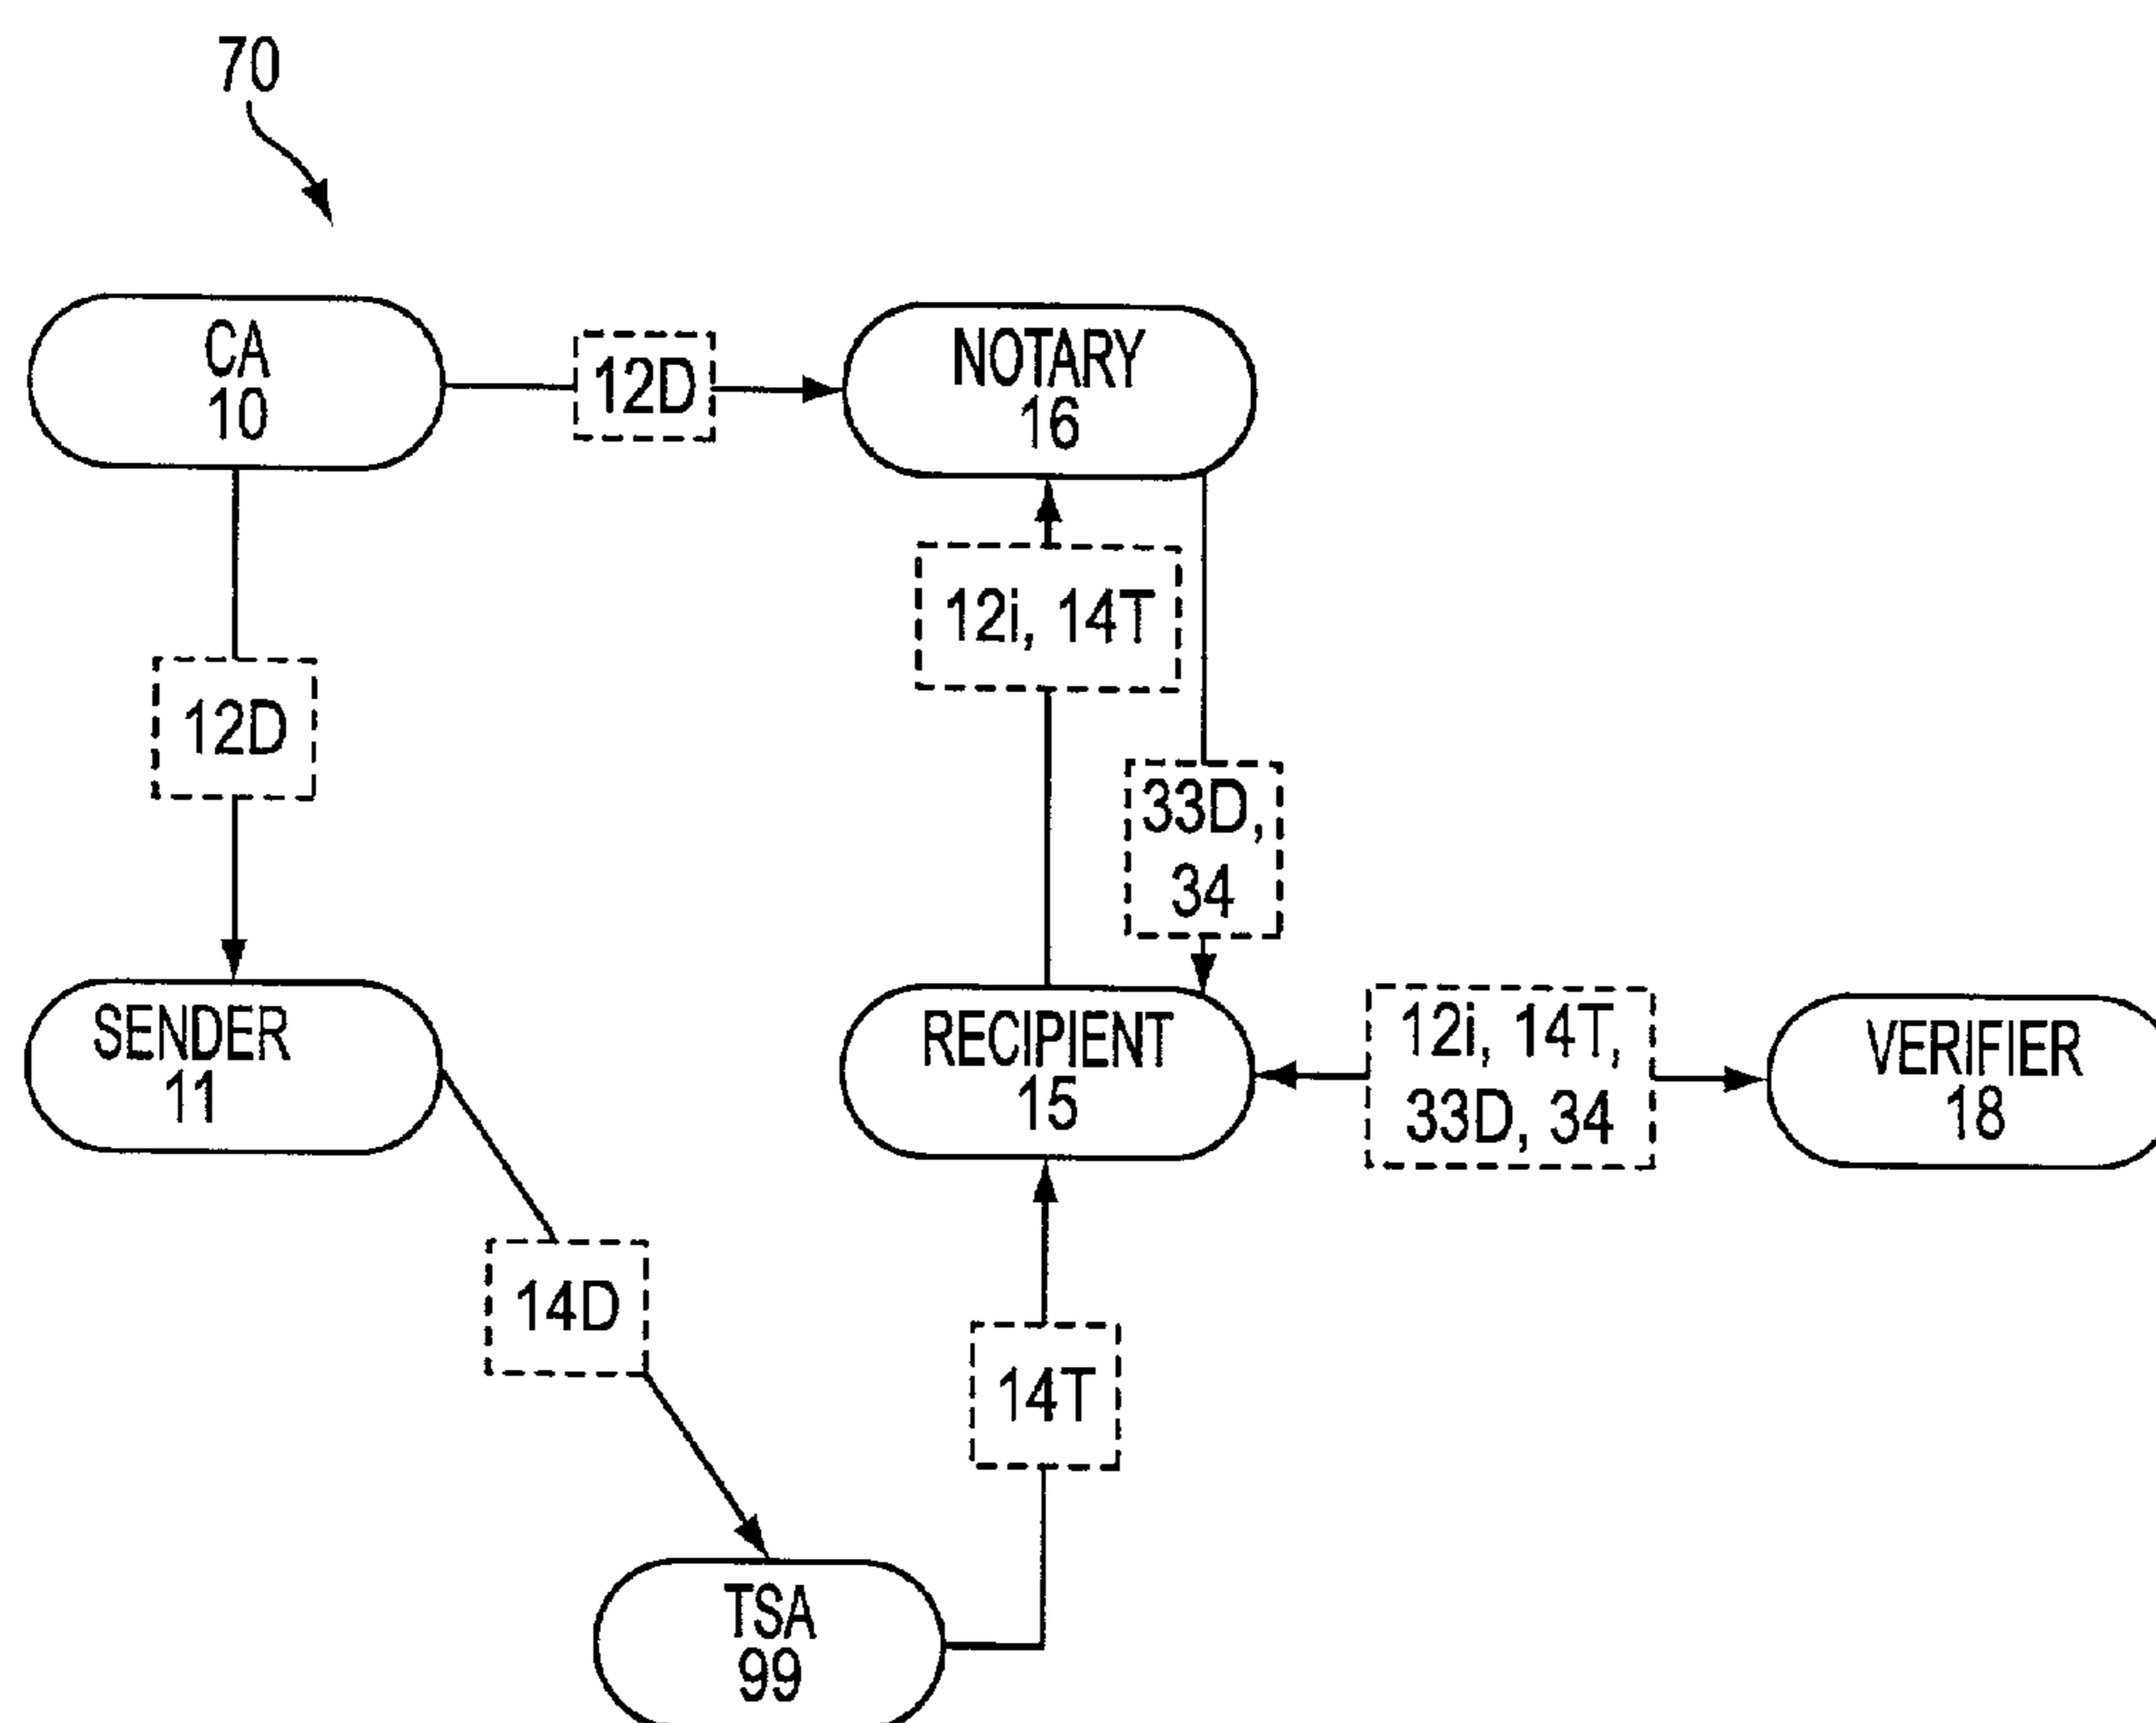 70
CA
10
12D
NOTARY
16
12i, 14T
12D
33D,
34
SENDER
11
RECIPIENT
15
12i, 14T,
33D, 34
VERIFIER
18
14D
14T
TSA
99